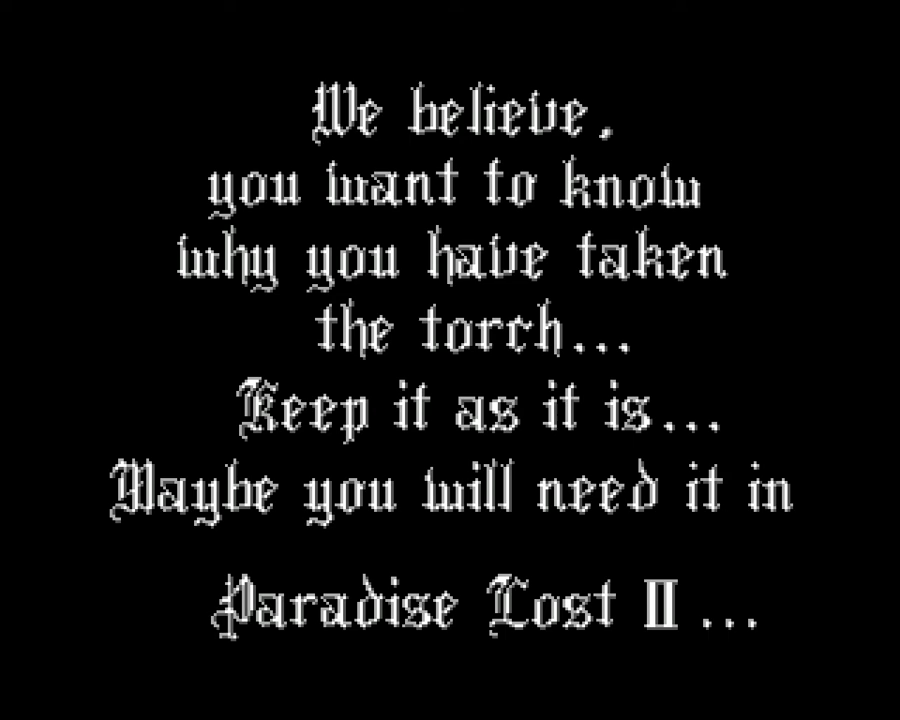 We believe,
you want to know
why you have taken
the torch...
Keep it as it is...
Maybe you will need it in
Paradise Lost II ...